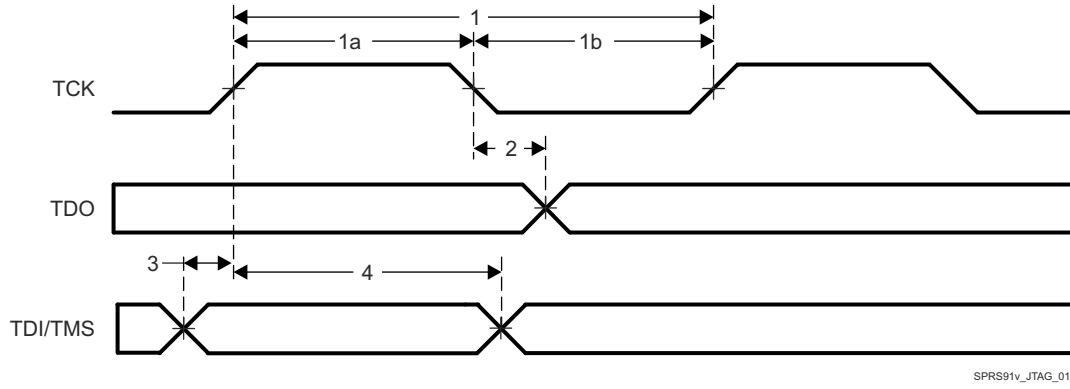 1
1a 1b
TCK
2
TDO
3 4
TDI/TMS
SPRS91v_JTAG_01